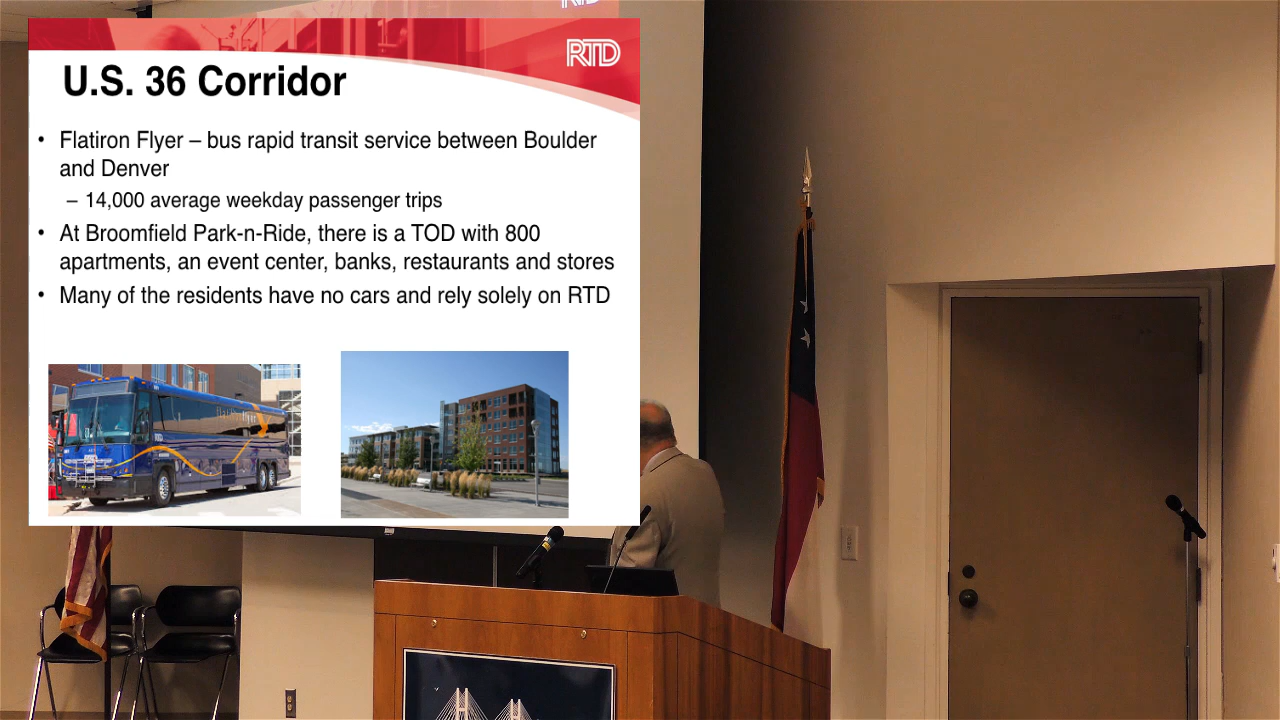 RTD
U.S. 36 Corridor
• Flatiron Flyer – bus rapid transit service between Boulder
and Denver
– 14,000 average weekday passenger trips
• At Broomfield Park-n-Ride, there is a TOD with 800
apartments, an event center, banks, restaurants and stores
• Many of the residents have no cars and rely solely on RTD